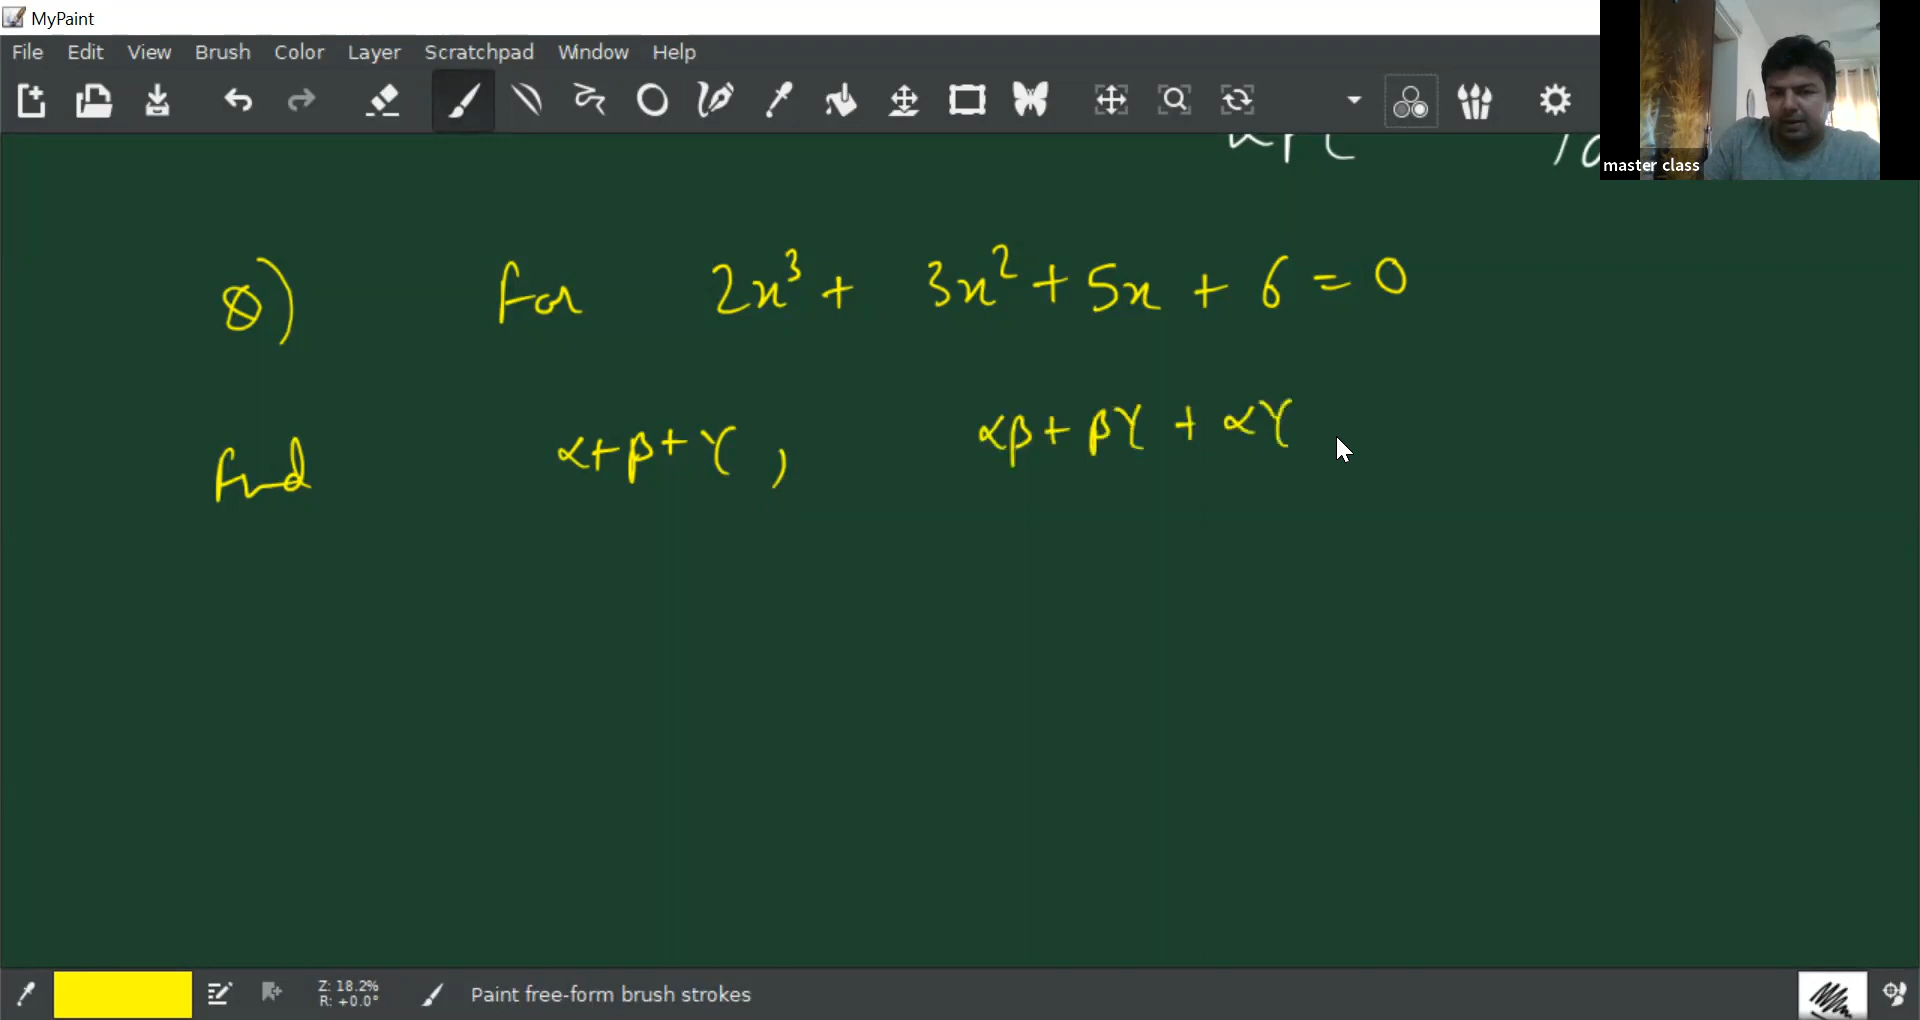 MyPaint
File Edit View Brush Color Layer Scratchpad Window Help
master class
Q) For 2x³ + 3x² + 5x + 6 = 0
find α+β+γ, αβ+βγ+αγ
Z: 18.2%
R: +0.0°
Paint free-form brush strokes